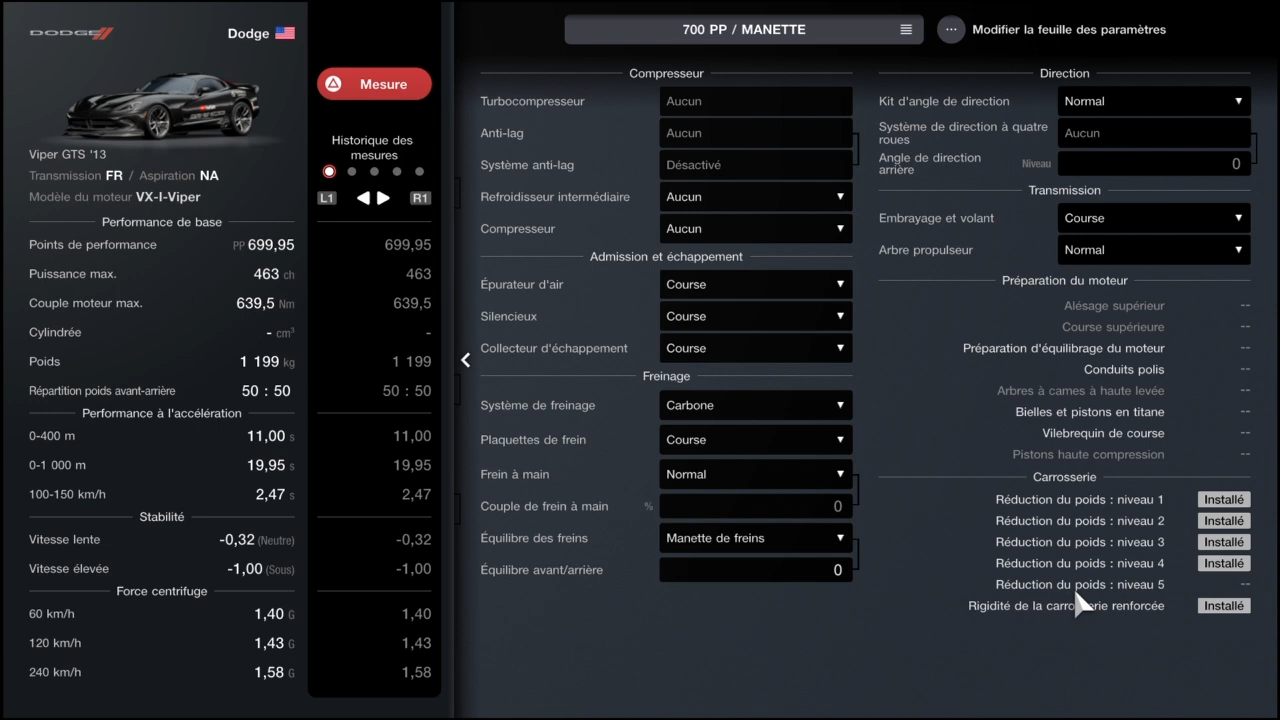 DODGE
Dodge
Viper GTS '13
Transmission FR / Aspiration NA
Modèle du moteur VX-I-Viper
Performance de base
Points de performance PP 699,95
Puissance max. 463 ch
Couple moteur max. 639,5 Nm
Cylindrée - cm³
Poids 1 199 kg
Répartition poids avant-arrière 50 : 50
Performance à l'accélération
0-400 m 11,00 s
0-1 000 m 19,95 s
100-150 km/h 2,47 s
Stabilité
Vitesse lente -0,32 (Neutre)
Vitesse élevée -1,00 (Sous)
Force centrifuge
60 km/h 1,40 G
120 km/h 1,43 G
240 km/h 1,58 G
Mesure
Historique des
mesures
L1 R1
699,95
463
639,5
-
1 199
50 : 50
11,00
19,95
2,47
-0,32
-1,00
1,40
1,43
1,58
700 PP / MANETTE
Modifier la feuille des paramètres
Compresseur
Turbocompresseur Aucun
Anti-lag Aucun
Système anti-lag Désactivé
Refroidisseur intermédiaire Aucun
Compresseur Aucun
Admission et échappement
Épurateur d'air Course
Silencieux Course
Collecteur d'échappement Course
Freinage
Système de freinage Carbone
Plaquettes de frein Course
Frein à main Normal
Couple de frein à main % 0
Équilibre des freins Manette de freins
Équilibre avant/arrière 0
Direction
Kit d'angle de direction Normal
Système de direction à quatre
roues Aucun
Angle de direction
arrière Niveau 0
Transmission
Embrayage et volant Course
Arbre propulseur Normal
Préparation du moteur
Alésage supérieur --
Course supérieure --
Préparation d'équilibrage du moteur --
Conduits polis --
Arbres à cames à haute levée --
Bielles et pistons en titane --
Vilebrequin de course --
Pistons haute compression --
Carrosserie
Réduction du poids : niveau 1 Installé
Réduction du poids : niveau 2 Installé
Réduction du poids : niveau 3 Installé
Réduction du poids : niveau 4 Installé
Réduction du poids : niveau 5 --
Rigidité de la carrosserie renforcée Installé